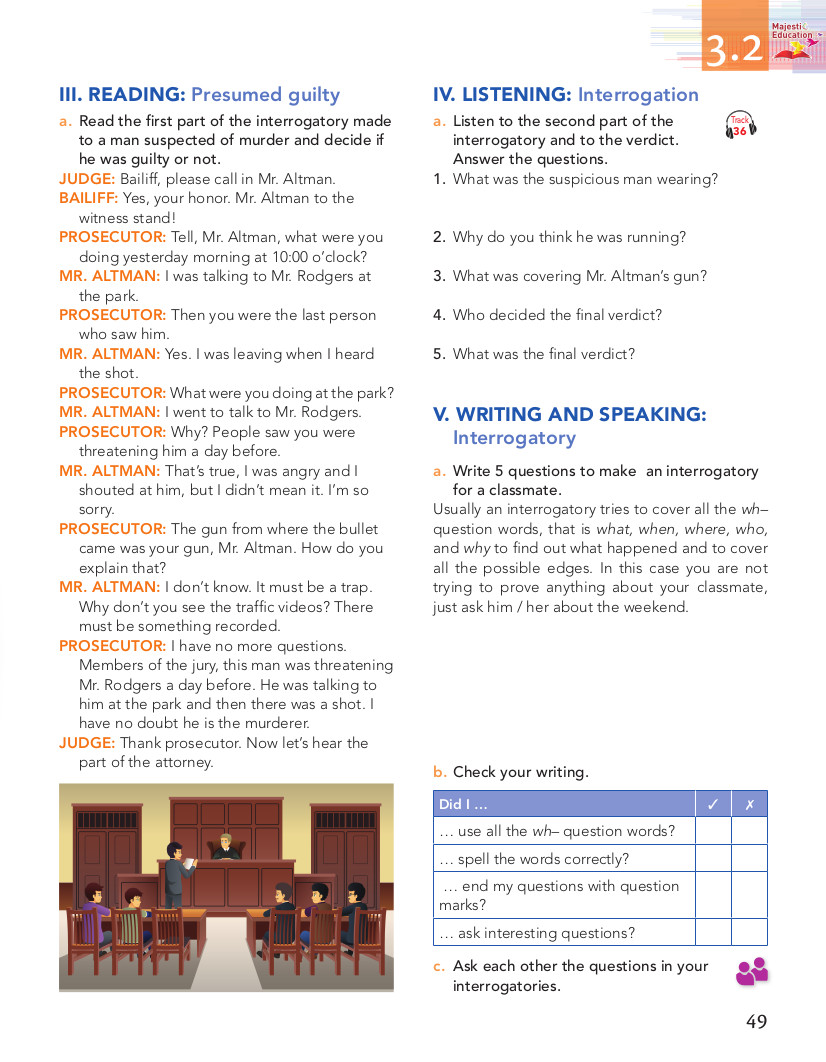 3.2
Majesti
Education
III. READING: Presumed guilty
a. Read the first part of the interrogatory made
to a man suspected of murder and decide if
he was guilty or not.
JUDGE: Bailiff, please call in Mr. Altman.
BAILIFF: Yes, your honor. Mr. Altman to the
witness stand!
PROSECUTOR: Tell, Mr. Altman, what were you
doing yesterday morning at 10:00 o’clock?
MR. ALTMAN: I was talking to Mr. Rodgers at
the park.
PROSECUTOR: Then you were the last person
who saw him.
MR. ALTMAN: Yes. I was leaving when I heard
the shot.
PROSECUTOR: What were you doing at the park?
MR. ALTMAN: I went to talk to Mr. Rodgers.
PROSECUTOR: Why? People saw you were
threatening him a day before.
MR. ALTMAN: That’s true, I was angry and I
shouted at him, but I didn’t mean it. I’m so
sorry.
PROSECUTOR: The gun from where the bullet
came was your gun, Mr. Altman. How do you
explain that?
MR. ALTMAN: I don’t know. It must be a trap.
Why don’t you see the traffic videos? There
must be something recorded.
PROSECUTOR: I have no more questions.
Members of the jury, this man was threatening
Mr. Rodgers a day before. He was talking to
him at the park and then there was a shot. I
have no doubt he is the murderer.
JUDGE: Thank prosecutor. Now let’s hear the
part of the attorney.
IV. LISTENING: Interrogation
a. Listen to the second part of the
interrogatory and to the verdict.
Answer the questions.
Track
36
1. What was the suspicious man wearing?
2. Why do you think he was running?
3. What was covering Mr. Altman’s gun?
4. Who decided the final verdict?
5. What was the final verdict?
V. WRITING AND SPEAKING:
Interrogatory
a. Write 5 questions to make an interrogatory
for a classmate.
Usually an interrogatory tries to cover all the wh–
question words, that is what, when, where, who,
and why to find out what happened and to cover
all the possible edges. In this case you are not
trying to prove anything about your classmate,
just ask him / her about the weekend.
b. Check your writing.
Did I … ✓ ✗
… use all the wh– question words?
… spell the words correctly?
… end my questions with question
marks?
… ask interesting questions?
c. Ask each other the questions in your
interrogatories.
49